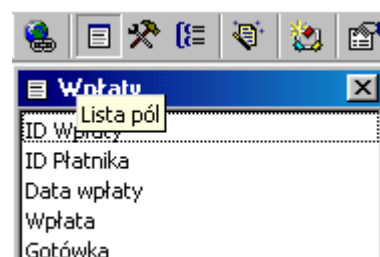 Wpłaty
Lista pól
ID Wpłaty
ID Płatnika
Data wpłaty
Wpłata
Gotówka